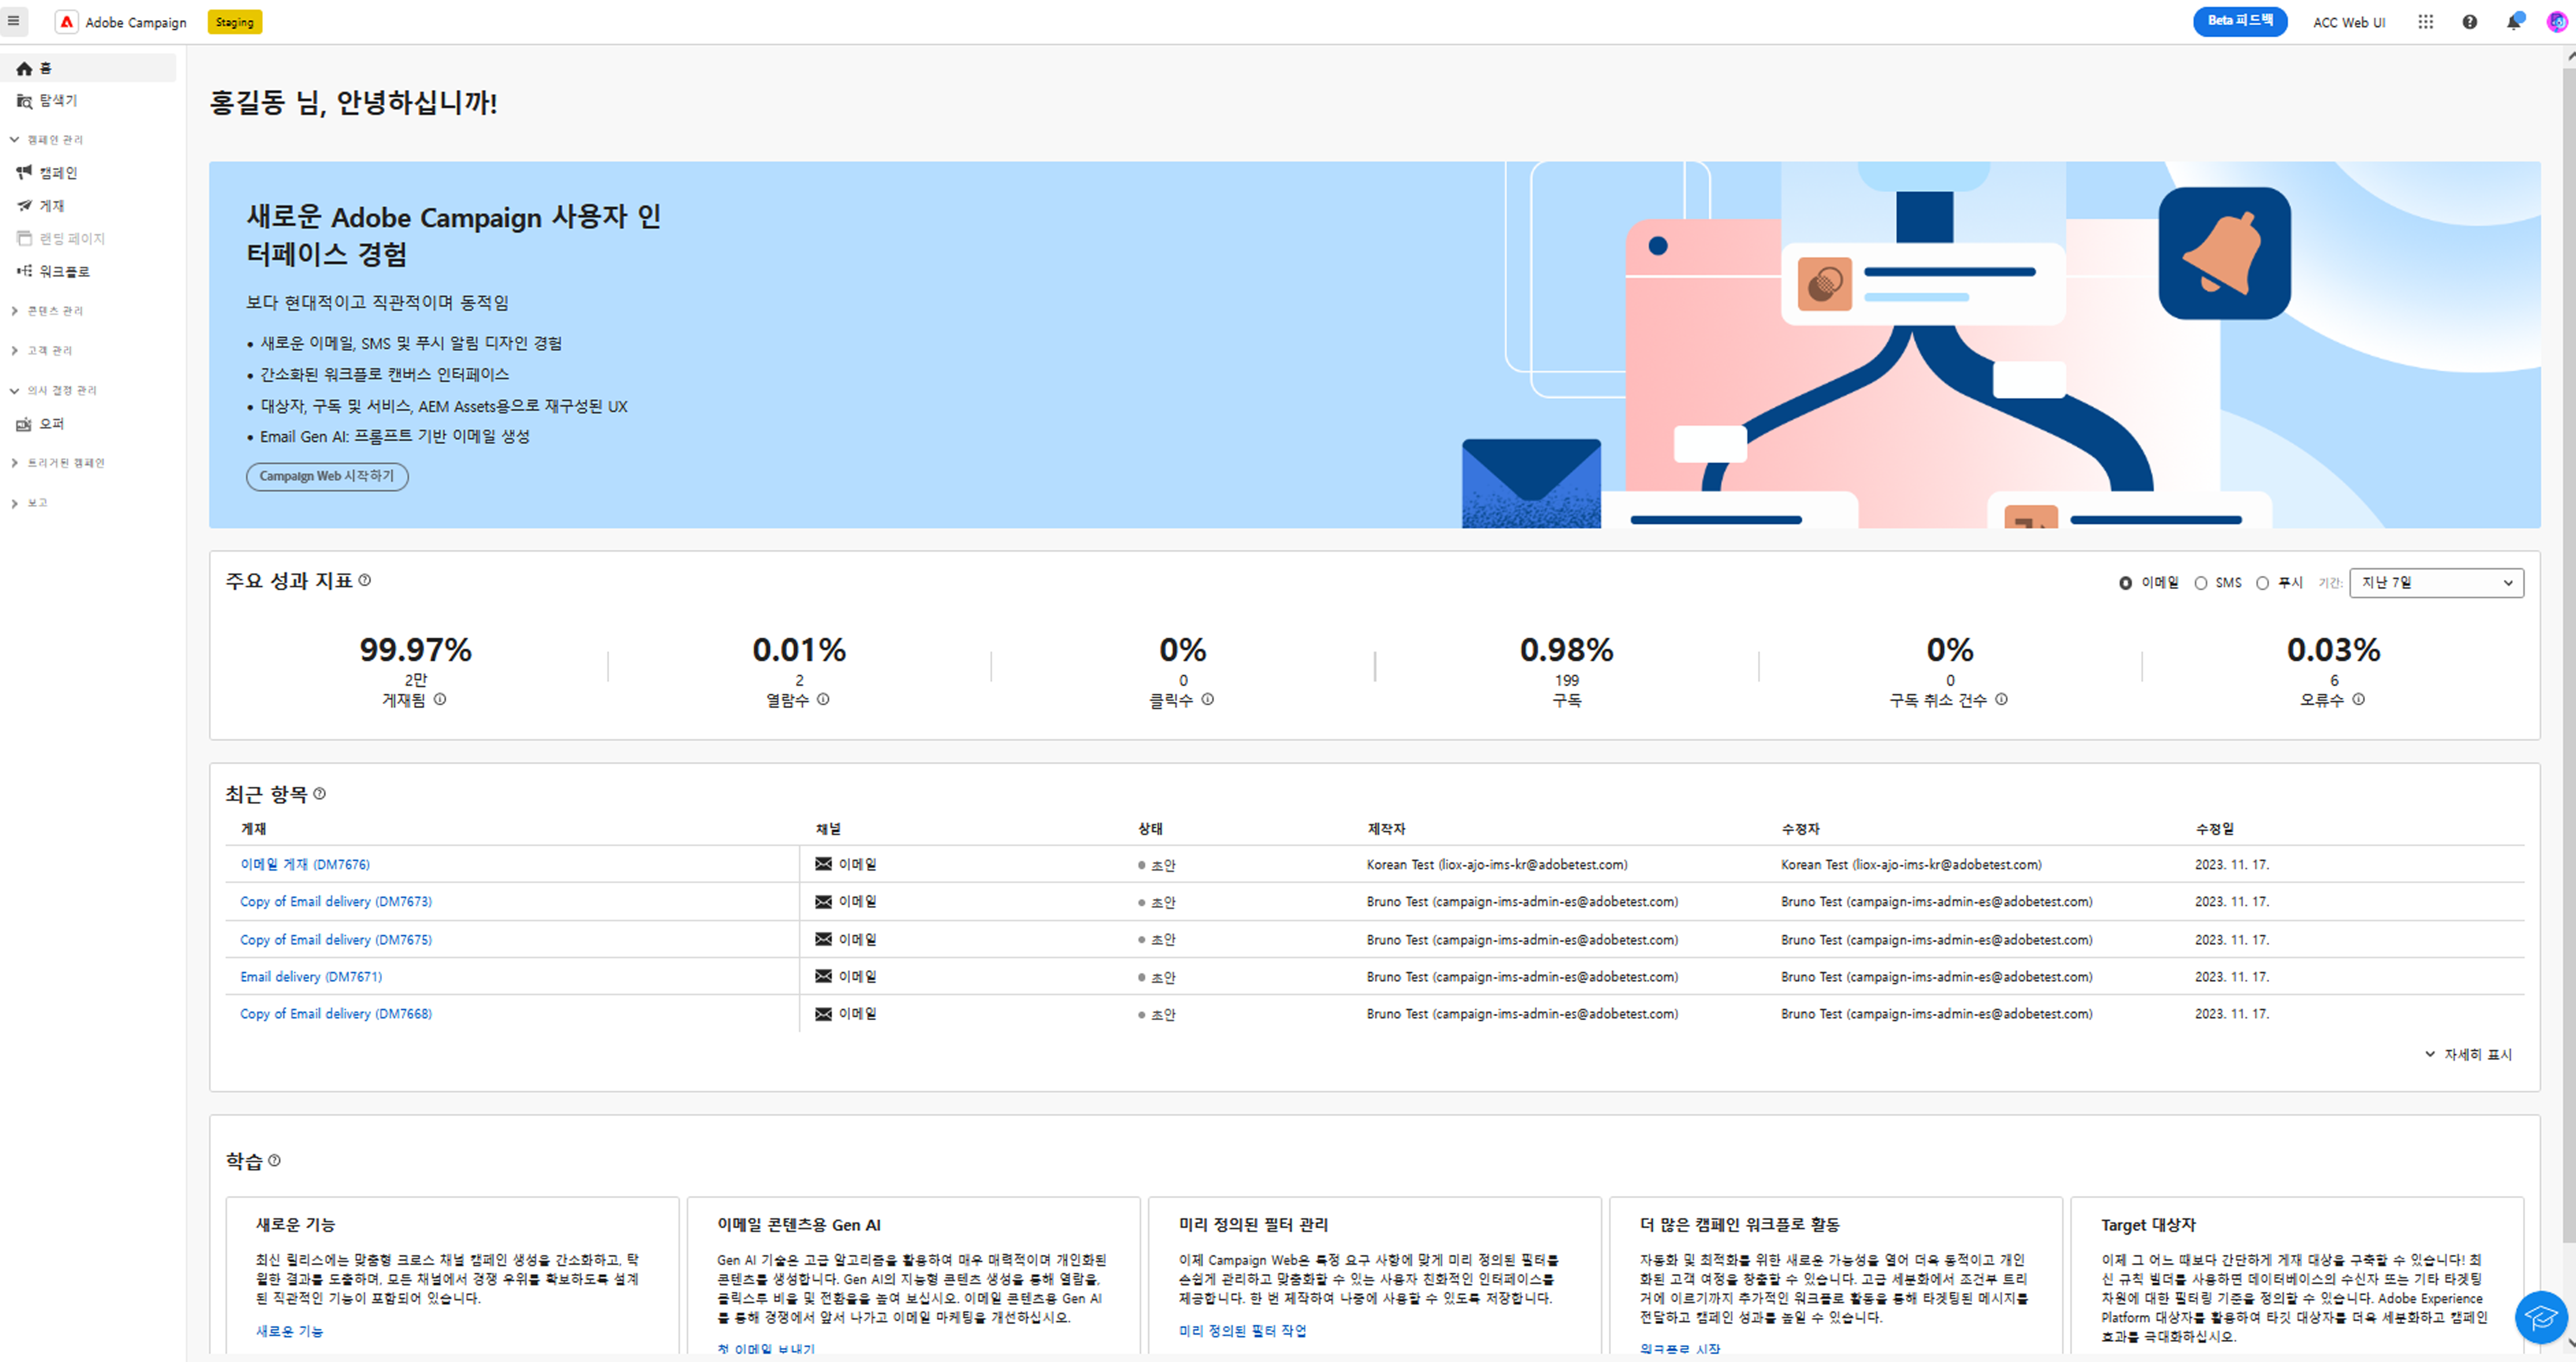 Adobe Campaign
Staging
Beta 피드백
ACC Web UI
홈
탐색기
캠페인 관리
캠페인
게재
랜딩 페이지
워크플로
콘텐츠 관리
고객 관리
의사 결정 관리
오퍼
트리거된 캠페인
보고
홍길동 님, 안녕하십니까!
새로운 Adobe Campaign 사용자 인
터페이스 경험
보다 현대적이고 직관적이며 동적임
• 새로운 이메일, SMS 및 푸시 알림 디자인 경험
• 간소화된 워크플로 캔버스 인터페이스
• 대상자, 구독 및 서비스, AEM Assets용으로 재구성된 UX
• Email Gen AI: 프롬프트 기반 이메일 생성
Campaign Web 시작하기
주요 성과 지표
이메일 SMS 푸시 기간: 지난 7일
99.97% 0.01% 0% 0.98% 0% 0.03%
2만 2 0 199 0 6
게재됨 열람수 클릭수 구독 구독 취소 건수 오류수
최근 항목
게재 채널 상태 제작자 수정자 수정일
이메일 게재 (DM7676) 이메일 초안 Korean Test (liox-ajo-ims-kr@adobetest.com) Korean Test (liox-ajo-ims-kr@adobetest.com) 2023. 11. 17.
Copy of Email delivery (DM7673) 이메일 초안 Bruno Test (campaign-ims-admin-es@adobetest.com) Bruno Test (campaign-ims-admin-es@adobetest.com) 2023. 11. 17.
Copy of Email delivery (DM7675) 이메일 초안 Bruno Test (campaign-ims-admin-es@adobetest.com) Bruno Test (campaign-ims-admin-es@adobetest.com) 2023. 11. 17.
Email delivery (DM7671) 이메일 초안 Bruno Test (campaign-ims-admin-es@adobetest.com) Bruno Test (campaign-ims-admin-es@adobetest.com) 2023. 11. 17.
Copy of Email delivery (DM7668) 이메일 초안 Bruno Test (campaign-ims-admin-es@adobetest.com) Bruno Test (campaign-ims-admin-es@adobetest.com) 2023. 11. 17.
자세히 표시
학습
새로운 기능
최신 릴리스에는 맞춤형 크로스 채널 캠페인 생성을 간소화하고, 탁
월한 결과를 도출하며, 모든 채널에서 경쟁 우위를 확보하도록 설계
된 직관적인 기능이 포함되어 있습니다.
새로운 기능
이메일 콘텐츠용 Gen AI
Gen AI 기술은 고급 알고리즘을 활용하여 매우 매력적이며 개인화된
콘텐츠를 생성합니다. Gen AI의 지능형 콘텐츠 생성을 통해 열람율,
클릭스루 비율 및 전환율을 높여 보십시오. 이메일 콘텐츠용 Gen AI
를 통해 경쟁에서 앞서 나가고 이메일 마케팅을 개선하십시오.
첫 이메일 보내기
미리 정의된 필터 관리
이제 Campaign Web은 특정 요구 사항에 맞게 미리 정의된 필터를
손쉽게 관리하고 맞춤화할 수 있는 사용자 친화적인 인터페이스를
제공합니다. 한 번 제작하여 나중에 사용할 수 있도록 저장합니다.
미리 정의된 필터 작업
더 많은 캠페인 워크플로 활동
자동화 및 최적화를 위한 새로운 가능성을 열어 더욱 동적이고 개인
화된 고객 여정을 창출할 수 있습니다. 고급 세분화에서 조건부 트리
거에 이르기까지 추가적인 워크플로 활동을 통해 타겟팅된 메시지를
전달하고 캠페인 성과를 높일 수 있습니다.
워크플로 시작
Target 대상자
이제 그 어느 때보다 간단하게 게재 대상을 구축할 수 있습니다! 최
신 규칙 빌더를 사용하면 데이터베이스의 수신자 또는 기타 타겟팅
차원에 대한 필터링 기준을 정의할 수 있습니다. Adobe Experience
Platform 대상자를 활용하여 타깃 대상자를 더욱 세분화하고 캠페인
효과를 극대화하십시오.